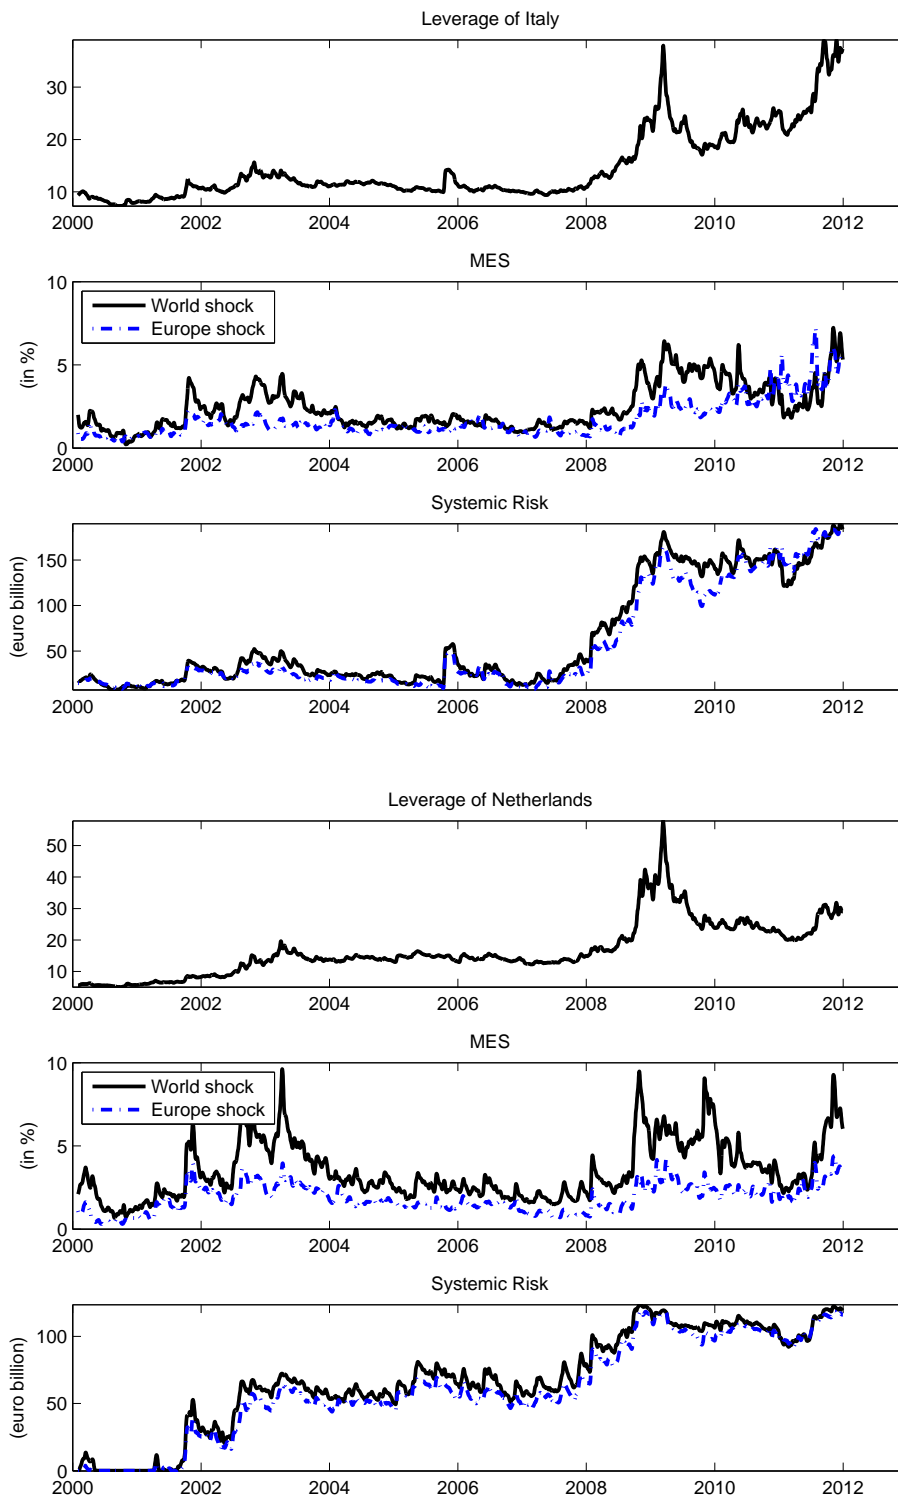 Leverage of Italy
30
20
10
2000 2002 2004 2006 2008 2010 2012
MES
10
5
0
(in %)
World shock
Europe shock
2000 2002 2004 2006 2008 2010 2012
Systemic Risk
150
100
50
(euro billion)
2000 2002 2004 2006 2008 2010 2012
Leverage of Netherlands
50
40
30
20
10
2000 2002 2004 2006 2008 2010 2012
MES
10
5
0
(in %)
World shock
Europe shock
2000 2002 2004 2006 2008 2010 2012
Systemic Risk
100
50
0
(euro billion)
2000 2002 2004 2006 2008 2010 2012